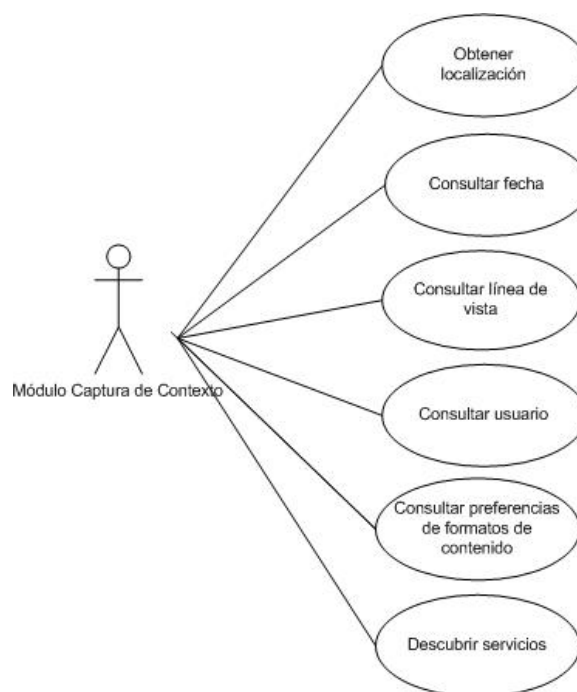 Obtener
localización
Consultar fecha
Consultar línea de
vista
Módulo Captura de Contexto
Consultar usuario
Consultar preferencias
de formatos de
contenido
Descubrir servicios